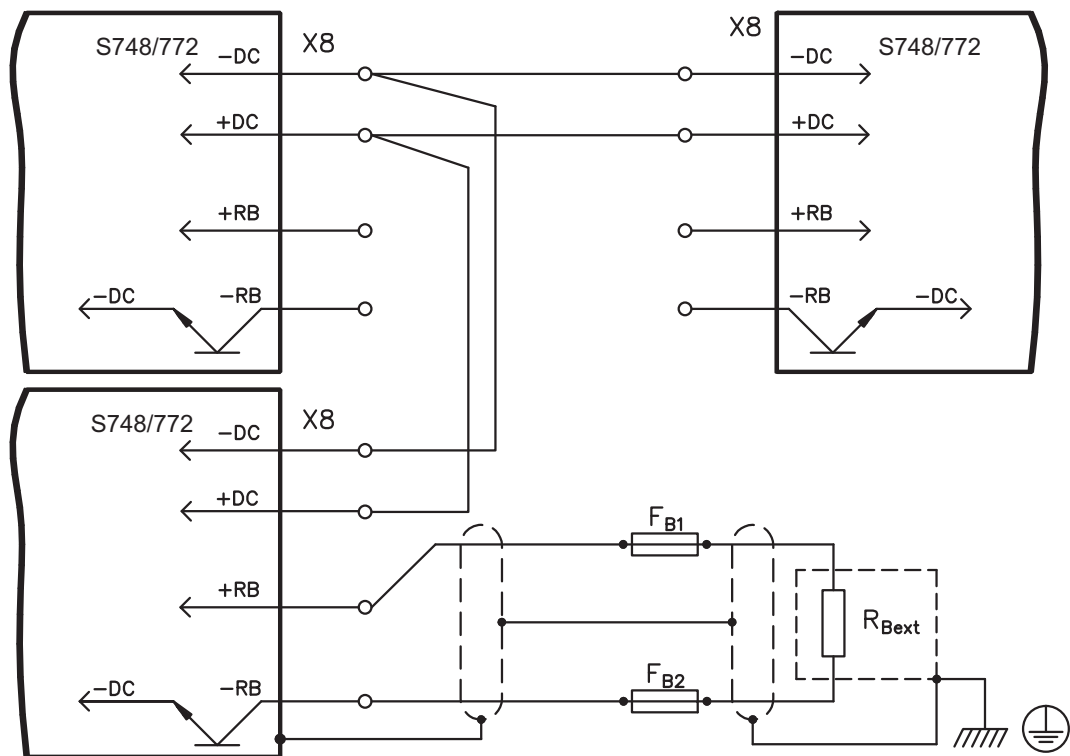 S748/772
X8
-DC
+DC
+RB
-DC
-RB
X8
S748/772
-DC
+DC
+RB
-RB
-DC
S748/772
X8
-DC
+DC
+RB
-DC
-RB
FB1
FB2
RBext